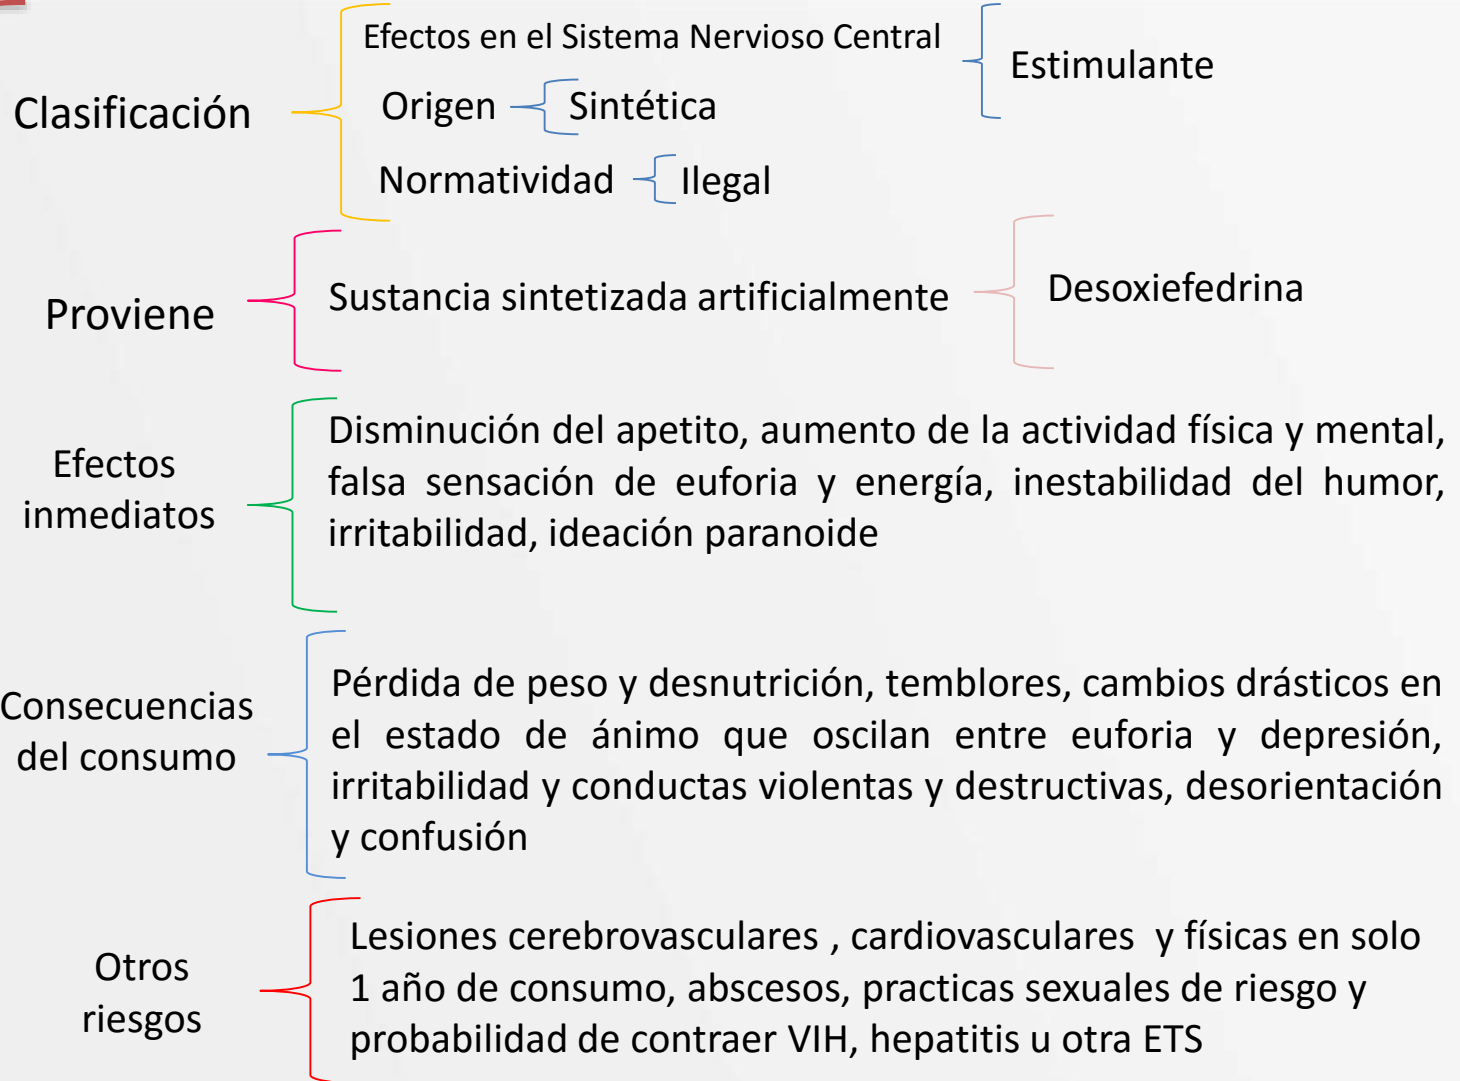 Clasificación
Efectos en el Sistema Nervioso Central
Estimulante
Origen
Sintética
Normatividad
Ilegal
Proviene
Sustancia sintetizada artificialmente
Desoxiefedrina
Efectos
inmediatos
Disminución del apetito, aumento de la actividad física y mental,
falsa sensación de euforia y energía, inestabilidad del humor,
irritabilidad, ideación paranoide
Consecuencias
del consumo
Pérdida de peso y desnutrición, temblores, cambios drásticos en
el estado de ánimo que oscilan entre euforia y depresión,
irritabilidad y conductas violentas y destructivas, desorientación
y confusión
Otros
riesgos
Lesiones cerebrovasculares , cardiovasculares y físicas en solo
1 año de consumo, abscesos, practicas sexuales de riesgo y
probabilidad de contraer VIH, hepatitis u otra ETS